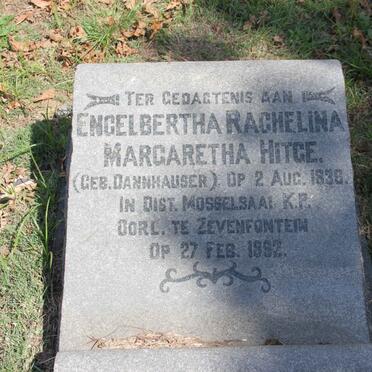 TER GEDAGTENIS AAN
ENGELBERTHA RACHELINA
MARGARETHA HITGE.
(GEB. DANNHAUSER). OP 2 AUG. 1838.
IN DIST. MOSSELBAAI K.P.
OORL. TE ZEVENFONTEIN
OP 27 FEB. 1892.